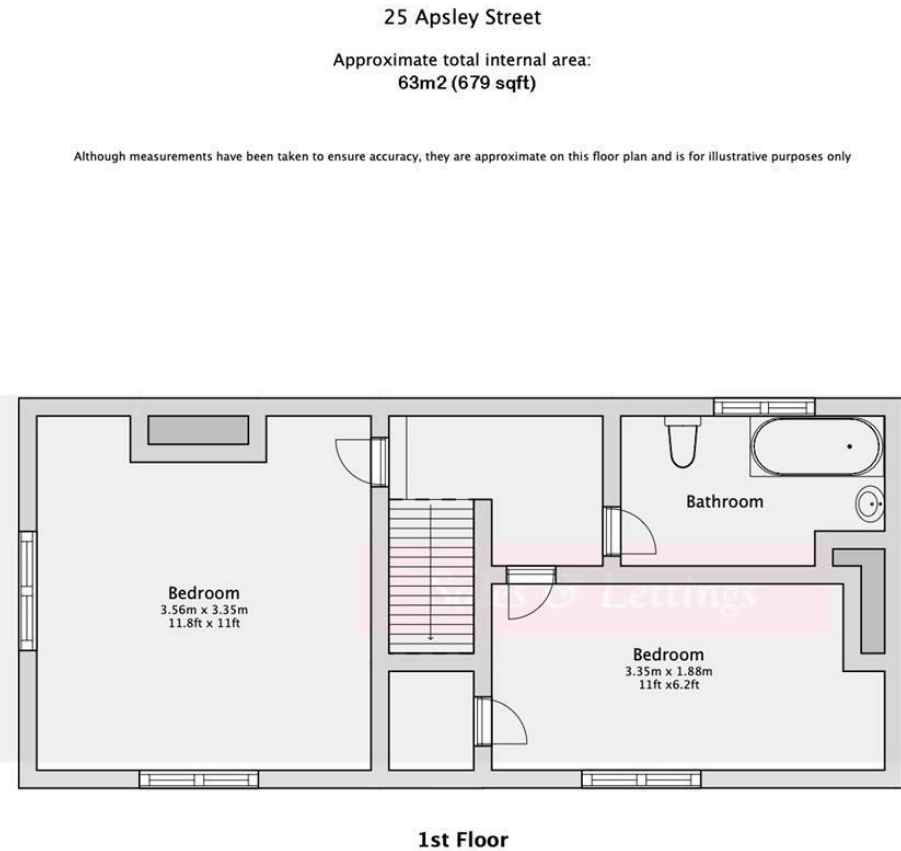 25 Apsley Street
Approximate total internal area:
63m2 (679 sqft)
Although measurements have been taken to ensure accuracy, they are approximate on this floor plan and is for illustrative purposes only
Bathroom
Bedroom
3.56m x 3.35m
11.8ft x 11ft
Sales & Lettings
Bedroom
3.35m x 1.88m
11ft x6.2ft
1st Floor